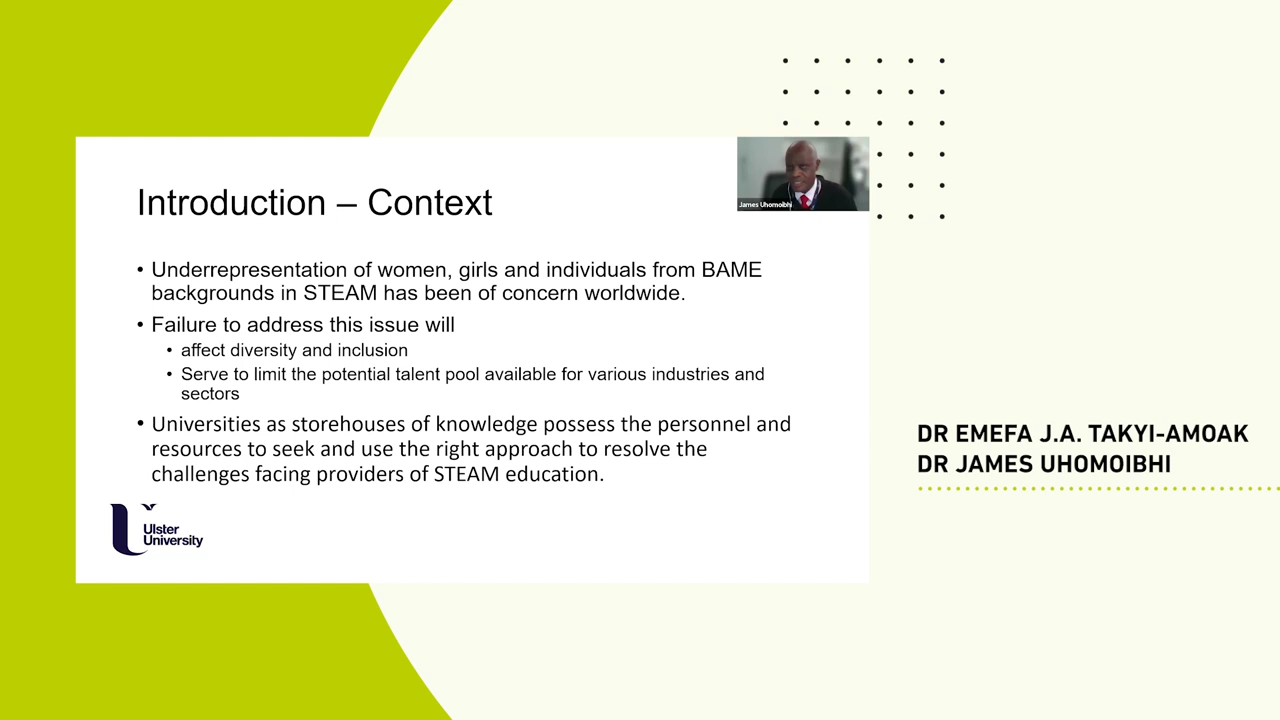 Introduction – Context
James Uhomoibhi
• Underrepresentation of women, girls and individuals from BAME
backgrounds in STEAM has been of concern worldwide.
• Failure to address this issue will
• affect diversity and inclusion
• Serve to limit the potential talent pool available for various industries and
sectors
• Universities as storehouses of knowledge possess the personnel and
resources to seek and use the right approach to resolve the
challenges facing providers of STEAM education.
Ulster
University
DR EMEFA J.A. TAKYI-AMOAK
DR JAMES UHOMOIBHI